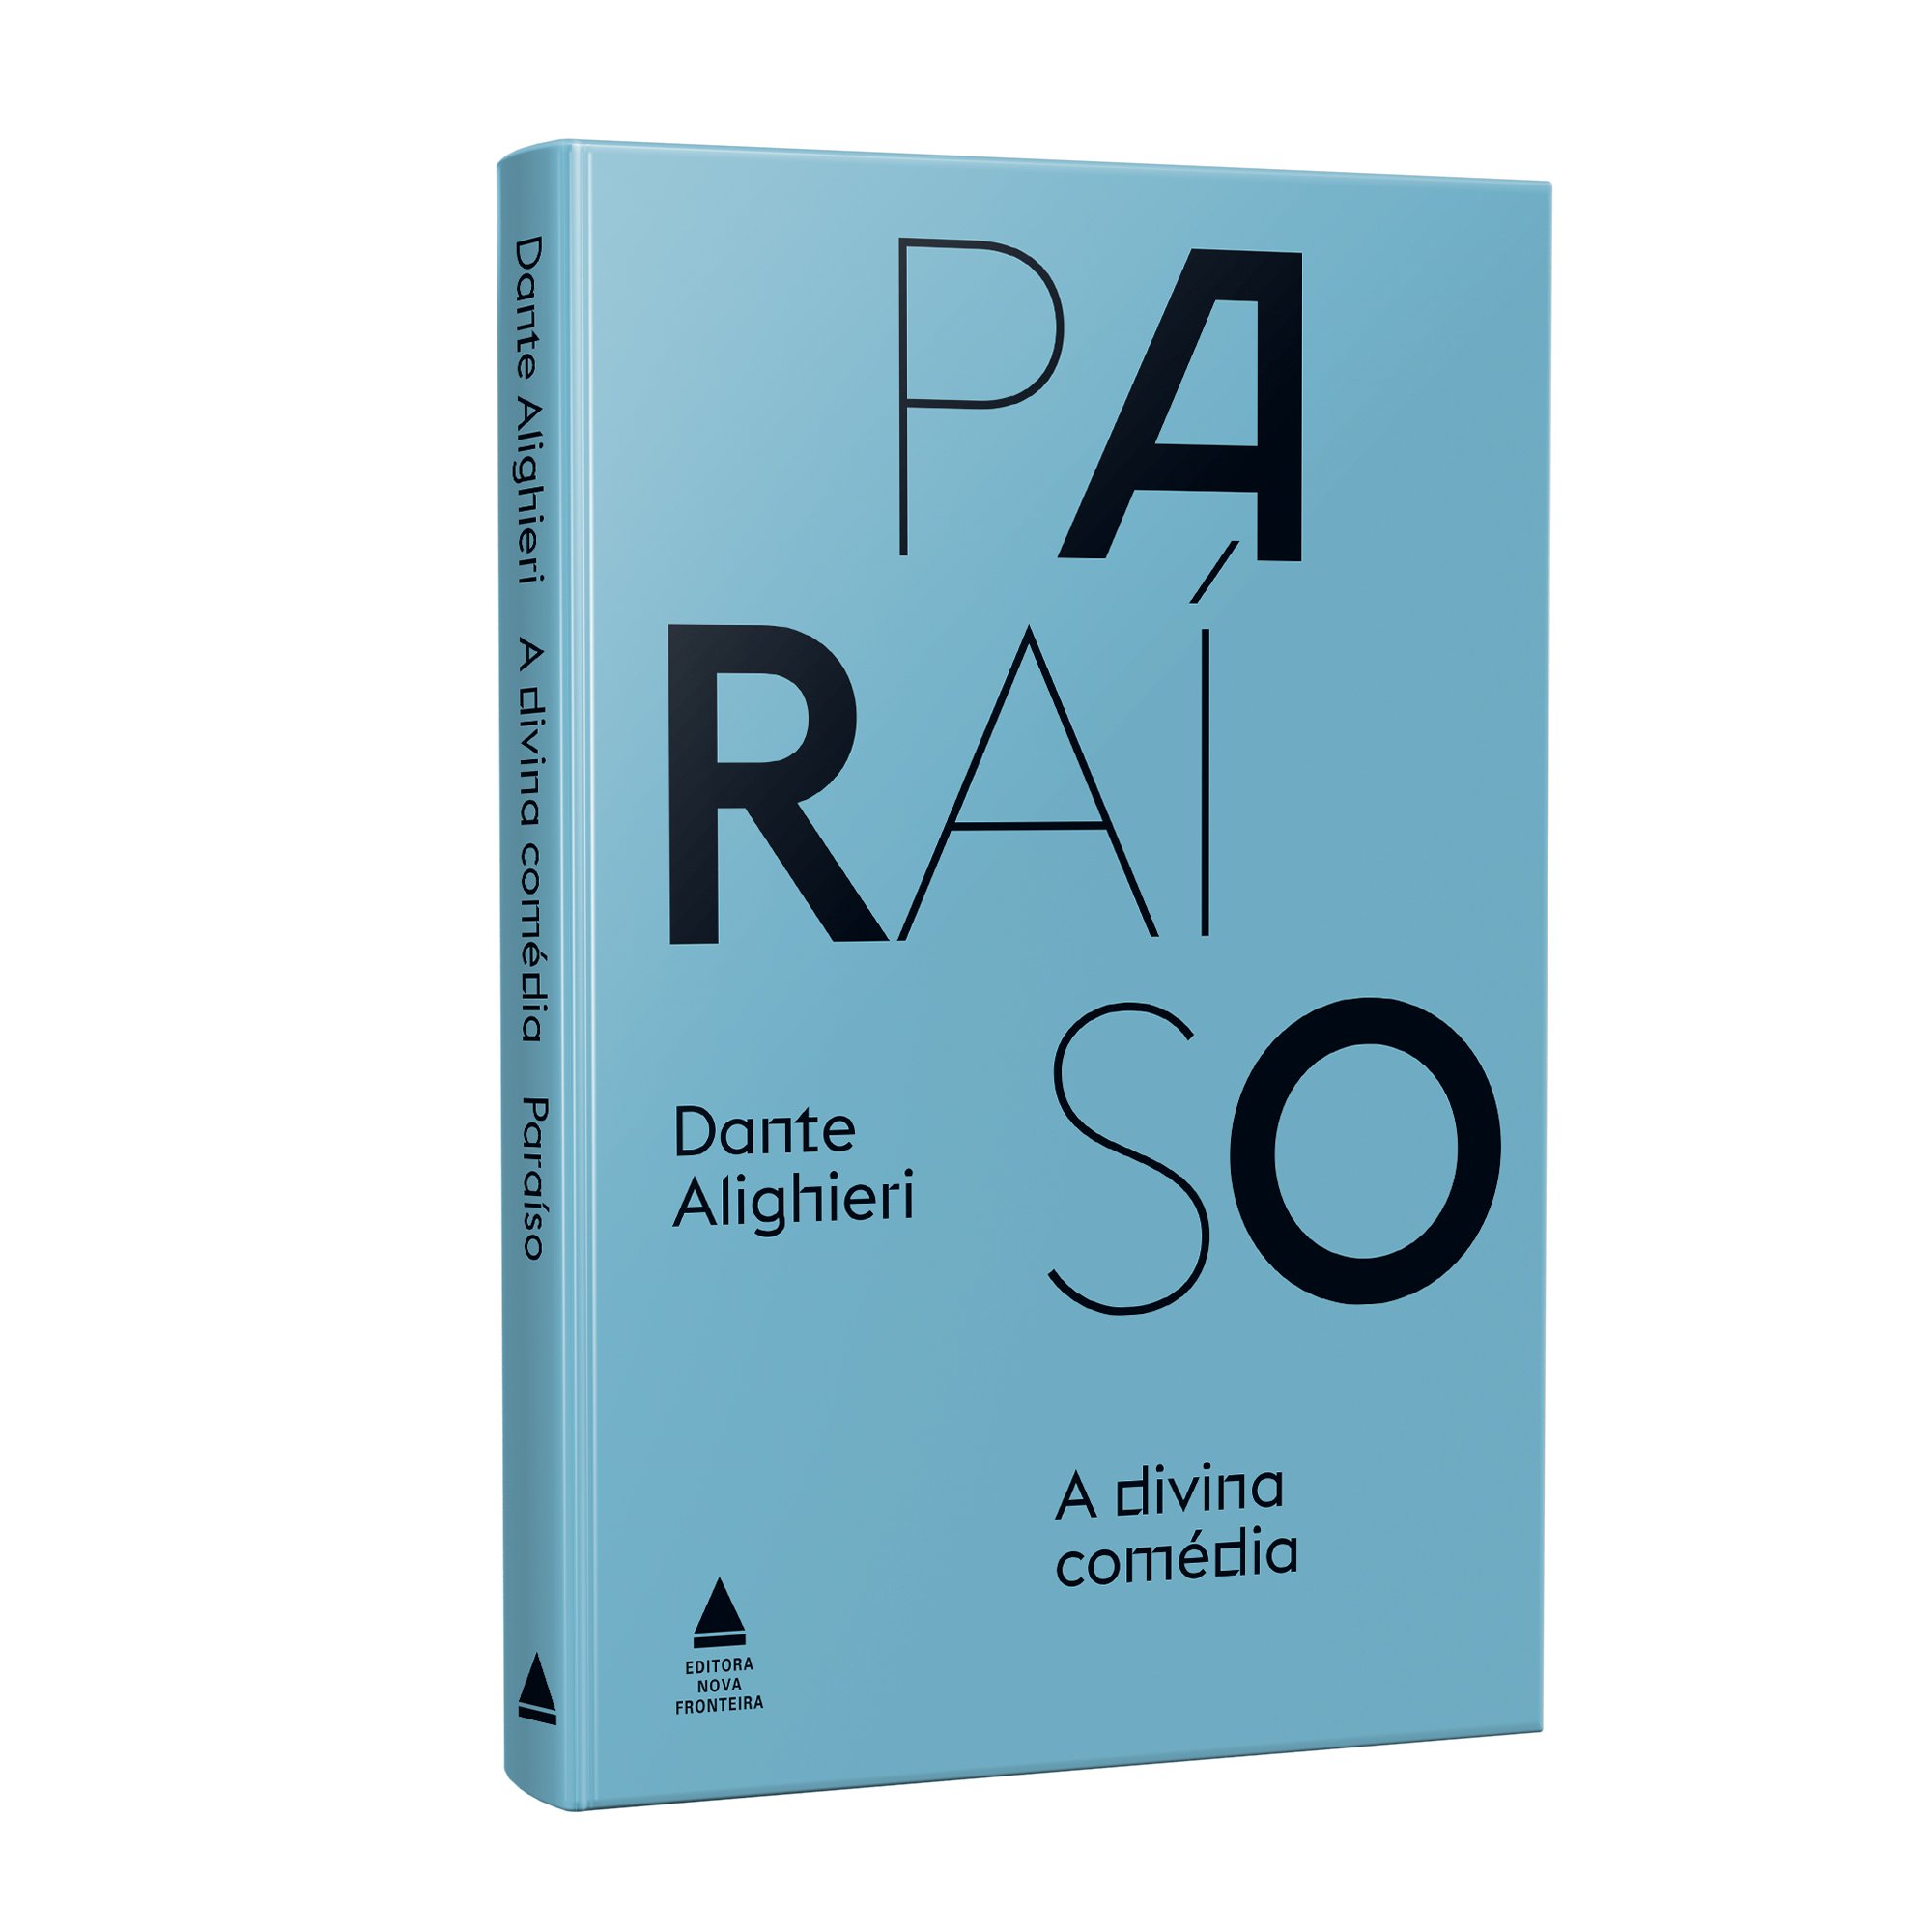 Dante Alighieri A divina comédia Paraíso
PA
RAÍ
SO
Dante
Alighieri
A divina
comédia
EDITORA
NOVA
FRONTEIRA